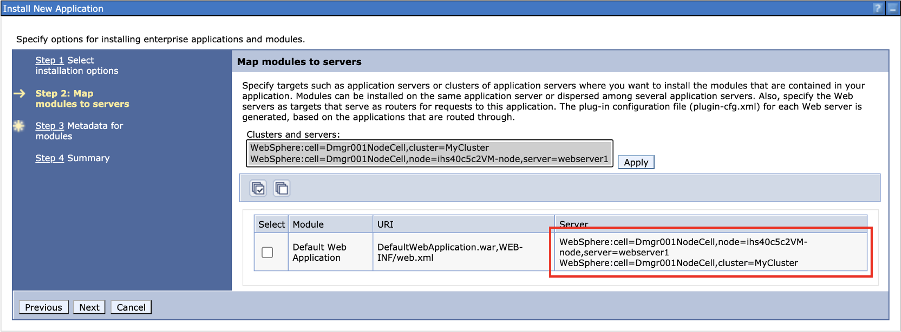 Install New Application
?
Specify options for installing enterprise applications and modules.
Step 1 Select
installation options
Step 2: Map
modules to servers
Step 3 Metadata for
modules
Step 4 Summary
Map modules to servers
Specify targets such as application servers or clusters of application servers where you want to install the modules that are contained in your
application. Modules can be installed on the same application server or dispersed among several application servers. Also, specify the Web
servers as targets that serve as routers for requests to this application. The plug-in configuration file (plugin-cfg.xml) for each Web server is
generated, based on the applications that are routed through.
Clusters and servers:
WebSphere:cell=Dmgr001NodeCell,cluster=MyCluster
WebSphere:cell=Dmgr001NodeCell,node=ihs40c5c2VM-node,server=webserver1
Apply
Select Module URI Server
Default Web
Application
DefaultWebApplication.war,WEB-
INF/web.xml
WebSphere:cell=Dmgr001NodeCell,node=ihs40c5c2VM-
node,server=webserver1
WebSphere:cell=Dmgr001NodeCell,cluster=MyCluster
Previous Next Cancel